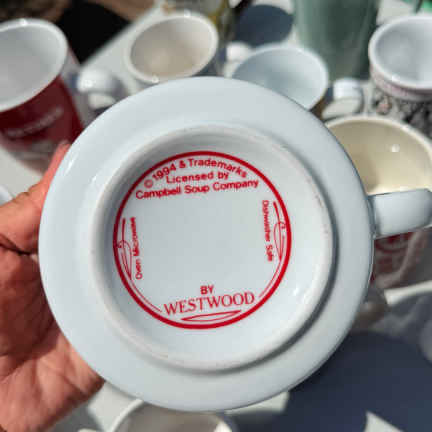 © 1994 & Trademarks
Licensed by
Campbell Soup Company
Oven Microwave
Dishwasher Safe
BY
WESTWOOD